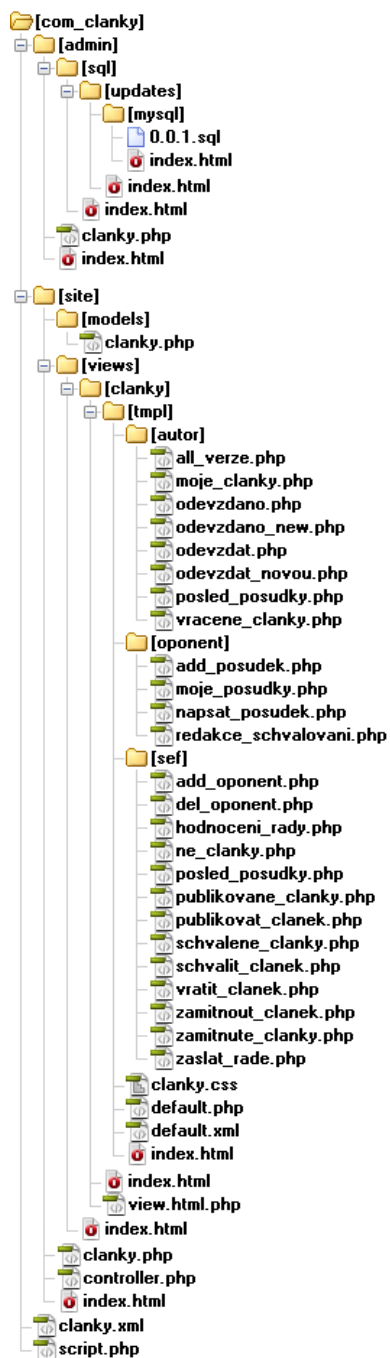 [com_clanky]
[admin]
[sql]
[updates]
[mysql]
0.0.1.sql
index.html
index.html
index.html
clanky.php
index.html
[site]
[models]
clanky.php
[views]
[clanky]
[tmpl]
[autor]
all_verze.php
moje_clanky.php
odevzdano.php
odevzdano_new.php
odevzdat.php
odevzdat_novou.php
posled_posudky.php
vracene_clanky.php
[oponent]
add_posudek.php
moje_posudky.php
napsat_posudek.php
redakce_schvalovani.php
[sef]
add_oponent.php
del_oponent.php
hodnoceni_rady.php
ne_clanky.php
posled_posudky.php
publikovane_clanky.php
publikovat_clanek.php
schvalene_clanky.php
schvalit_clanek.php
vratit_clanek.php
zamitnout_clanek.php
zamitnute_clanky.php
zaslat_rade.php
clanky.css
default.php
default.xml
index.html
index.html
view.html.php
index.html
clanky.php
controller.php
index.html
clanky.xml
script.php